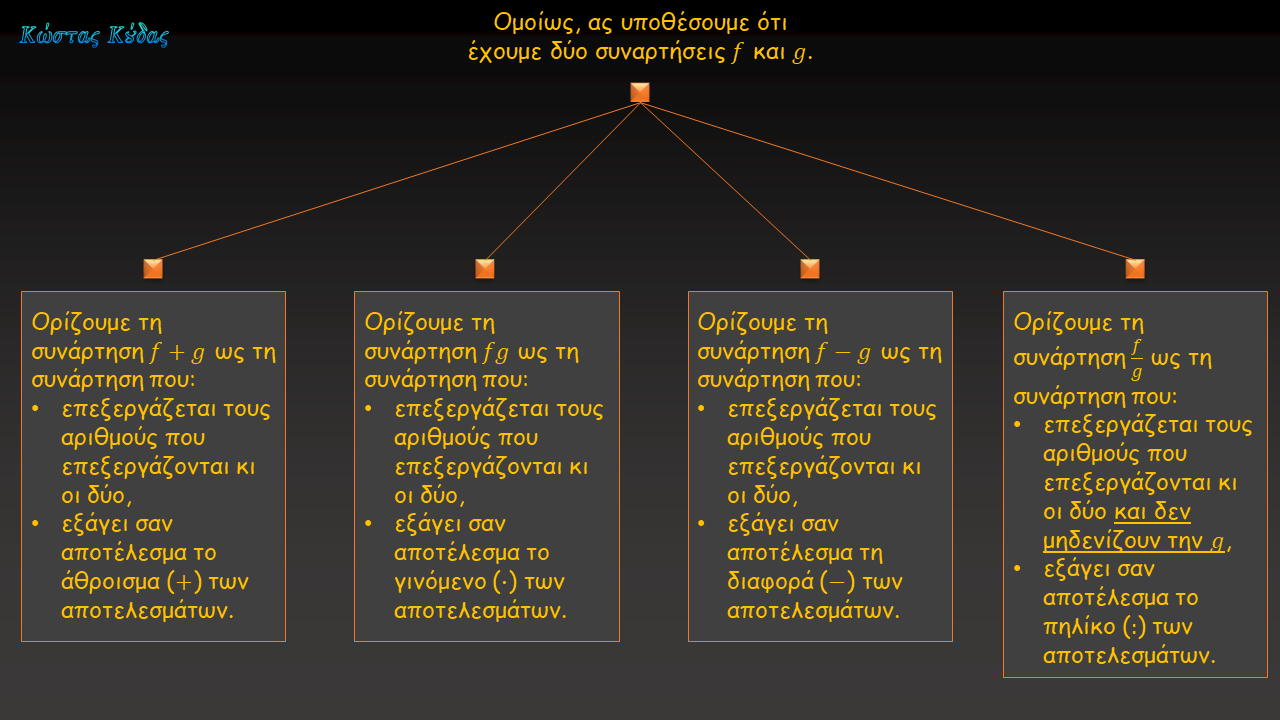 Κώστας Κύδας
Ομοίως, ας υποθέσουμε ότι
έχουμε δύο συναρτήσεις f και g.
Ορίζουμε τη
συνάρτηση f + g ως τη
συνάρτηση που:
• επεξεργάζεται τους
αριθμούς που
επεξεργάζονται κι
οι δύο,
• εξάγει σαν
αποτέλεσμα το
άθροισμα (+) των
αποτελεσμάτων.
Ορίζουμε τη
συνάρτηση fg ως τη
συνάρτηση που:
• επεξεργάζεται τους
αριθμούς που
επεξεργάζονται κι
οι δύο,
• εξάγει σαν
αποτέλεσμα το
γινόμενο (·) των
αποτελεσμάτων.
Ορίζουμε τη
συνάρτηση f − g ως τη
συνάρτηση που:
• επεξεργάζεται τους
αριθμούς που
επεξεργάζονται κι
οι δύο,
• εξάγει σαν
αποτέλεσμα τη
διαφορά (−) των
αποτελεσμάτων.
Ορίζουμε τη
συνάρτηση f/g ως τη
συνάρτηση που:
• επεξεργάζεται τους
αριθμούς που
επεξεργάζονται κι
οι δύο και δεν
μηδενίζουν την g,
• εξάγει σαν
αποτέλεσμα το
πηλίκο (:) των
αποτελεσμάτων.